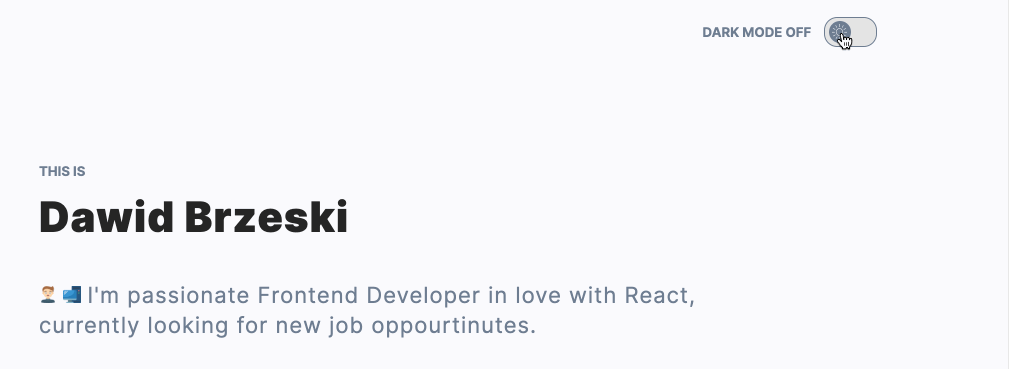 DARK MODE OFF
THIS IS
Dawid Brzeski
I'm passionate Frontend Developer in love with React,
currently looking for new job oppourtinutes.